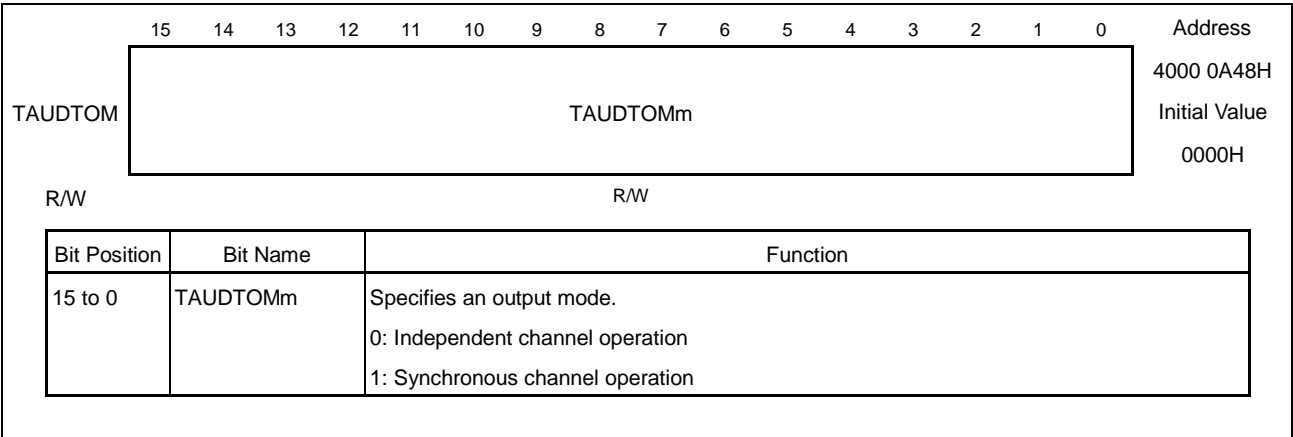 15 14 13 12 11 10 9 8 7 6 5 4 3 2 1 0 Address
4000 0A48H
TAUDTOM TAUDTOMm Initial Value
0000H
R/W R/W
Bit Position Bit Name Function
15 to 0 TAUDTOMm Specifies an output mode.
0: Independent channel operation
1: Synchronous channel operation